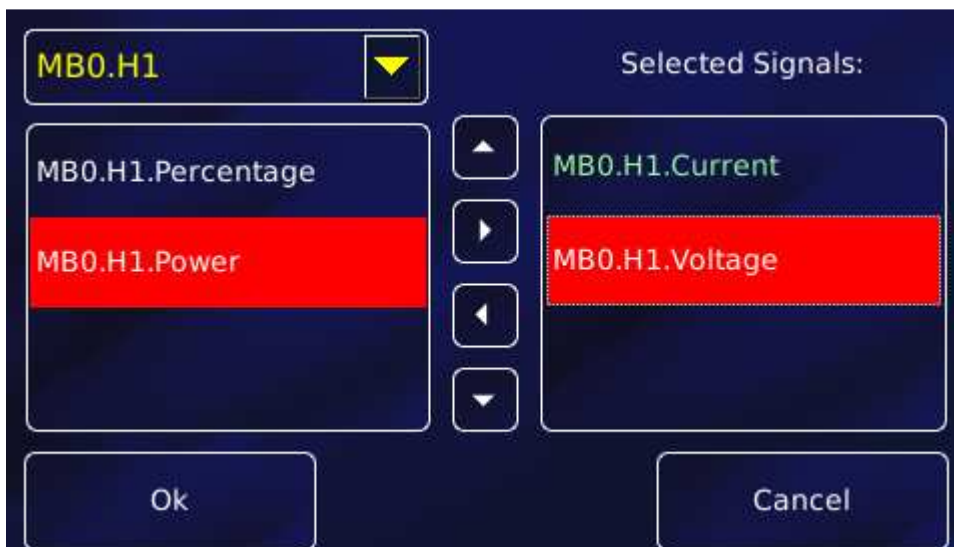 MB0.H1
Selected Signals:
MB0.H1.Percentage
MB0.H1.Power
MB0.H1.Current
MB0.H1.Voltage
Ok
Cancel